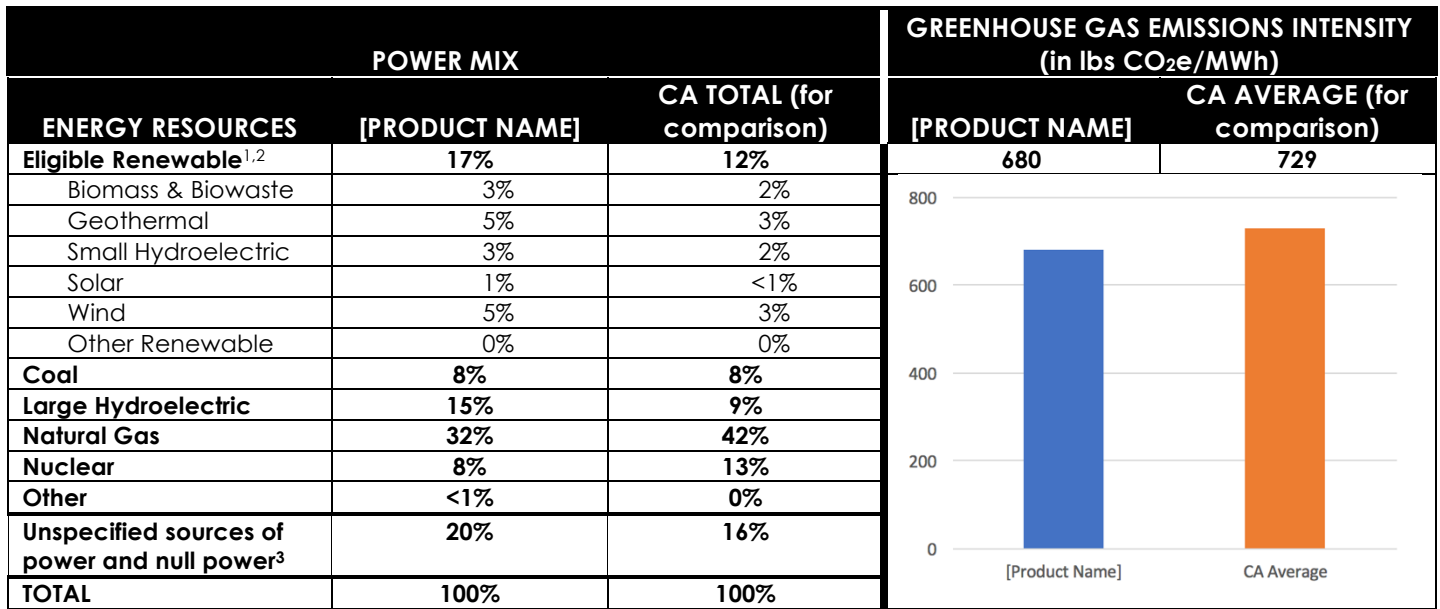 POWER MIX
GREENHOUSE GAS EMISSIONS INTENSITY
(in lbs CO₂e/MWh)
ENERGY RESOURCES [PRODUCT NAME] CA TOTAL (for
comparison)
[PRODUCT NAME] CA AVERAGE (for
comparison)
Eligible Renewable¹,² 17% 12% 680 729
Biomass & Biowaste 3% 2%
Geothermal 5% 3%
Small Hydroelectric 3% 2%
Solar 1% <1%
Wind 5% 3%
Other Renewable 0% 0%
Coal 8% 8%
Large Hydroelectric 15% 9%
Natural Gas 32% 42%
Nuclear 8% 13%
Other <1% 0%
Unspecified sources of
power and null power³ 20% 16%
TOTAL 100% 100%
800
600
400
200
0
[Product Name] CA Average